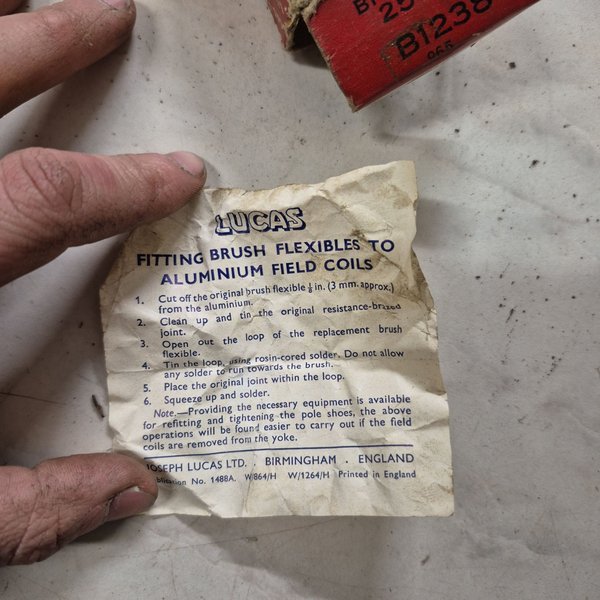 25
B1238
965
LUCAS
FITTING BRUSH FLEXIBLES TO
ALUMINIUM FIELD COILS
1. Cut off the original brush flexible ⅛ in. (3 mm. approx.)
from the aluminium.
2. Clean up and tin the original resistance-brazed
joint.
3. Open out the loop of the replacement brush
flexible.
4. Tin the loop, using rosin-cored solder. Do not allow
any solder to run towards the brush.
5. Place the original joint within the loop.
6. Squeeze up and solder.
Note.—Providing the necessary equipment is available
for refitting and tightening the pole shoes, the above
operations will be found easier to carry out if the field
coils are removed from the yoke.
JOSEPH LUCAS LTD. . BIRMINGHAM . ENGLAND
Publication No. 1488A. W/864/H W/1264/H Printed in England